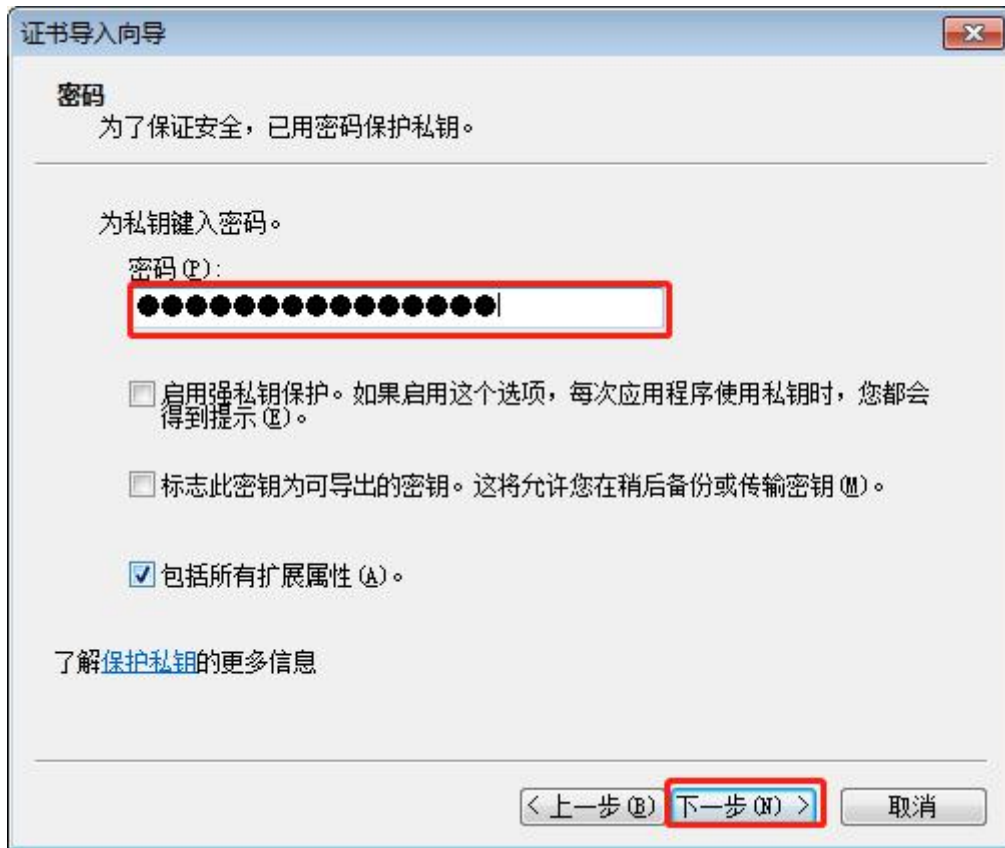 证书导入向导
密码
为了保证安全，已用密码保护私钥。
为私钥键入密码。
密码(P)：
●●●●●●●●●●●●●●●
启用强私钥保护。如果启用这个选项，每次应用程序使用私钥时，您都会
得到提示(E)。
标志此密钥为可导出的密钥。这将允许您在稍后备份或传输密钥(M)。
包括所有扩展属性(A)。
了解保护私钥的更多信息
< 上一步(B) 下一步(N) > 取消